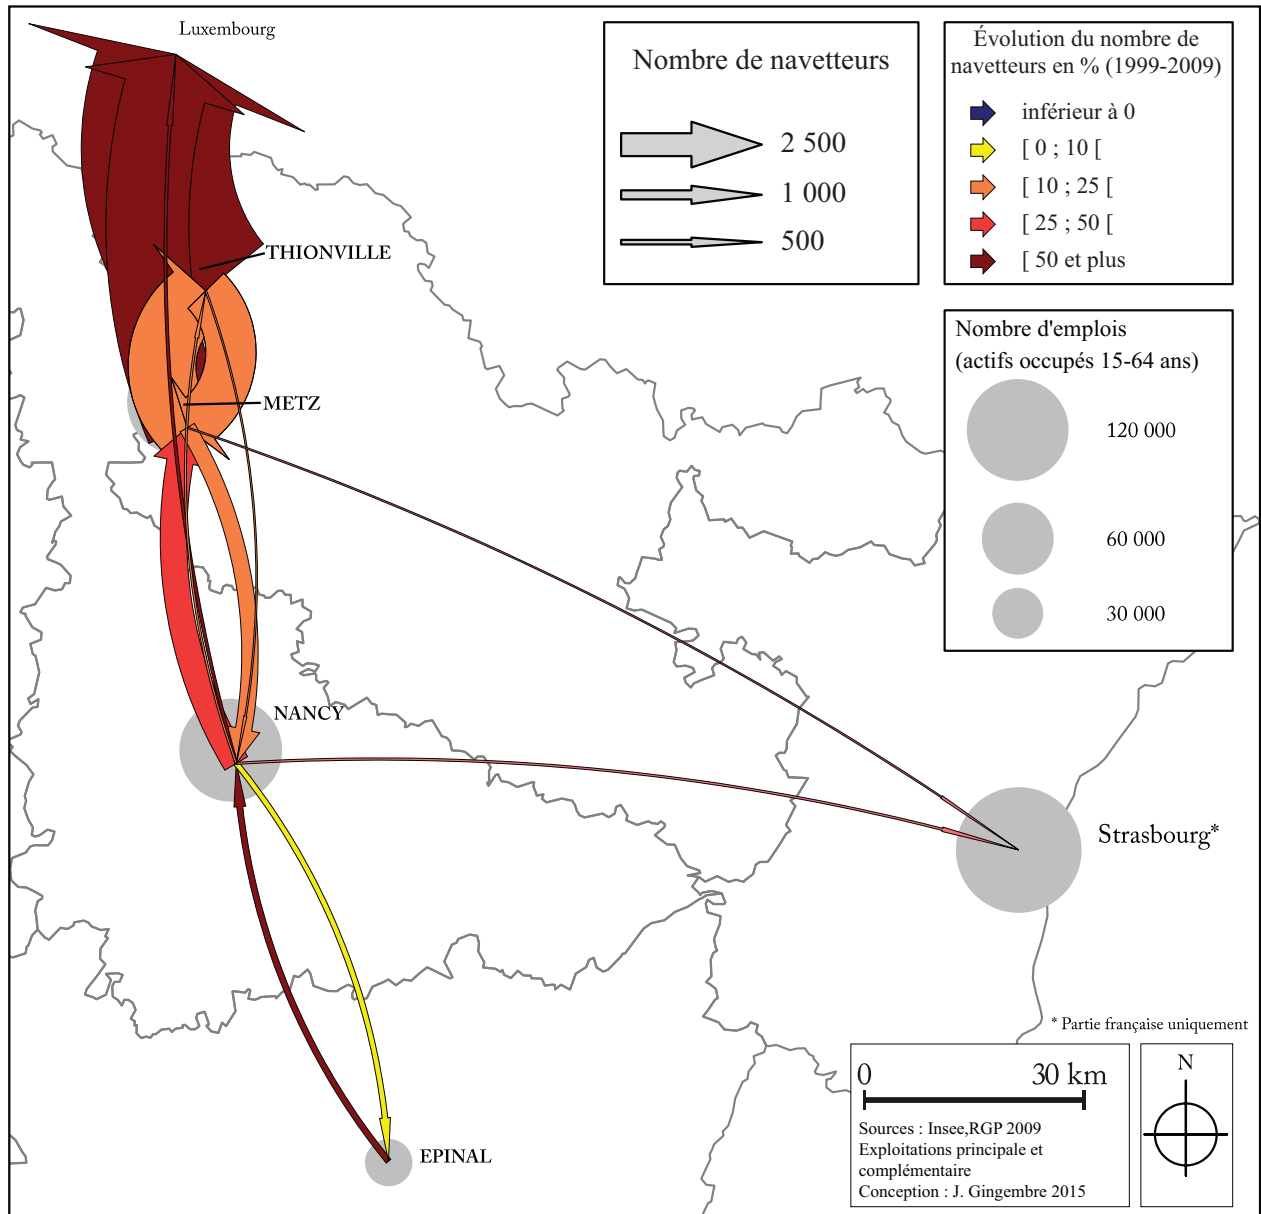 Luxembourg
THIONVILLE
METZ
NANCY
EPINAL
Strasbourg*
Nombre de navetteurs
2 500
1 000
500
Évolution du nombre de
navetteurs en % (1999-2009)
inférieur à 0
[ 0 ; 10 [
[ 10 ; 25 [
[ 25 ; 50 [
[ 50 et plus
Nombre d'emplois
(actifs occupés 15-64 ans)
120 000
60 000
30 000
* Partie française uniquement
0 30 km
Sources : Insee,RGP 2009
Exploitations principale et
complémentaire
Conception : J. Gingembre 2015
N